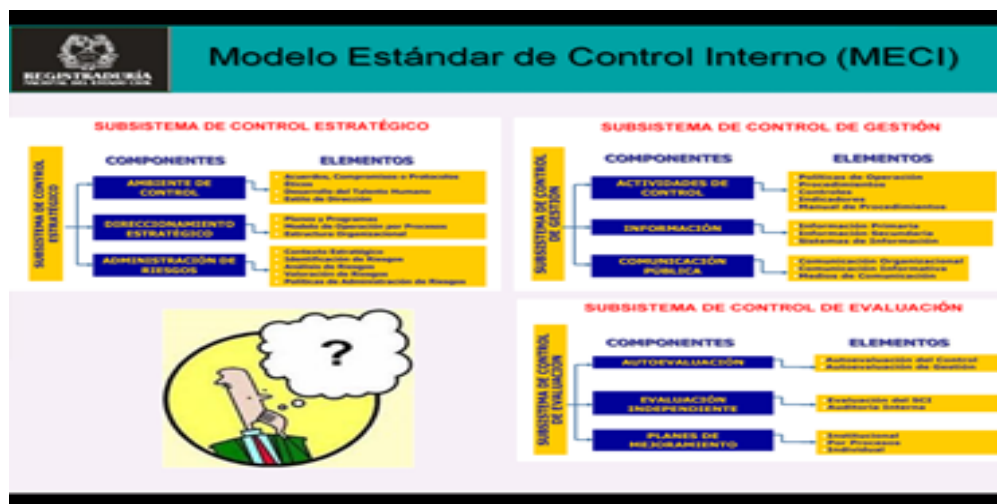 REGISTRADURÍA
NACIONAL DEL ESTADO CIVIL
Modelo Estándar de Control Interno (MECI)
SUBSISTEMA DE CONTROL ESTRATÉGICO
SUBSISTEMA DE CONTROL
ESTRATÉGICO
COMPONENTES
ELEMENTOS
AMBIENTE DE
CONTROL
Acuerdos, Compromisos o Protocolos
Éticos
Desarrollo del Talento Humano
Estilo de Dirección
DIRECCIONAMIENTO
ESTRATÉGICO
Planes y Programas
Modelo de Operación por Procesos
Estructura Organizacional
ADMINISTRACIÓN DE
RIESGOS
Contexto Estratégico
Identificación de Riesgos
Análisis de Riesgos
Valoración de Riesgos
Políticas de Administración de Riesgos
?
SUBSISTEMA DE CONTROL DE GESTIÓN
SUBSISTEMA DE CONTROL
DE GESTIÓN
COMPONENTES
ELEMENTOS
ACTIVIDADES DE
CONTROL
Políticas de Operación
Procedimientos
Controles
Indicadores
Manual de Procedimientos
INFORMACIÓN
Información Primaria
Información Secundaria
Sistemas de Información
COMUNICACIÓN
PÚBLICA
Comunicación Organizacional
Comunicación Informativa
Medios de Comunicación
SUBSISTEMA DE CONTROL DE EVALUACIÓN
SUBSISTEMA DE CONTROL
DE EVALUACION
COMPONENTES
ELEMENTOS
AUTOEVALUACIÓN
Autoevaluación del Control
Autoevaluación de Gestión
EVALUACIÓN
INDEPENDIENTE
Evaluación del SCI
Auditoría Interna
PLANES DE
MEJORAMIENTO
Institucional
Por Procesos
Individual